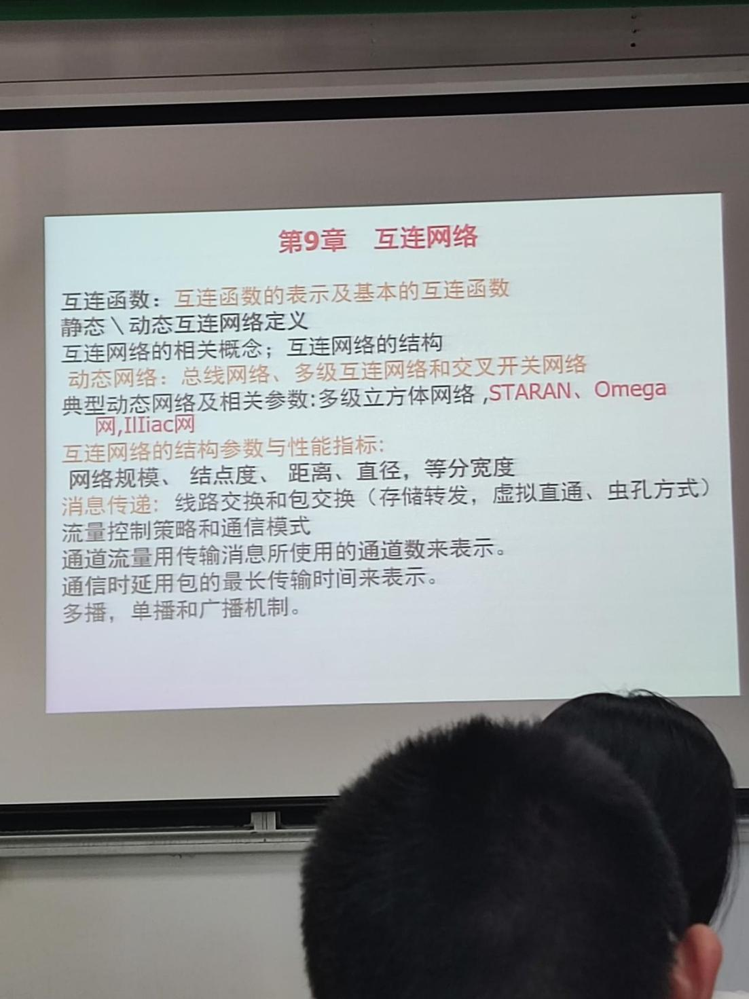 第9章 互连网络
互连函数：互连函数的表示及基本的互连函数
静态\动态互连网络定义
互连网络的相关概念；互连网络的结构
动态网络：总线网络、多级互连网络和交叉开关网络
典型动态网络及相关参数:多级立方体网络,STARAN、Omega
网,IlIiac网
互连网络的结构参数与性能指标:
网络规模、 结点度、 距离、直径，等分宽度
消息传递：线路交换和包交换（存储转发，虚拟直通、虫孔方式）
流量控制策略和通信模式
通道流量用传输消息所使用的通道数来表示。
通信时延用包的最长传输时间来表示。
多播，单播和广播机制。